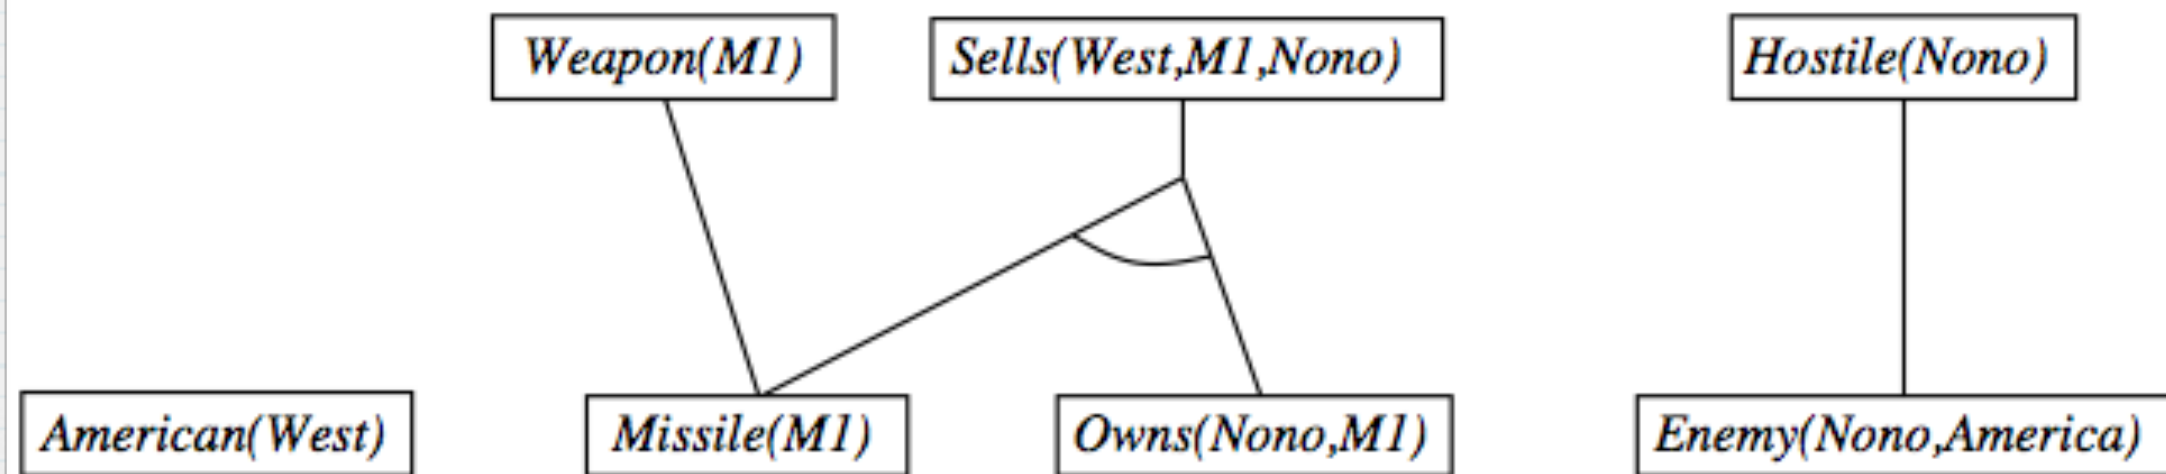 Weapon(M1)
Sells(West,M1,Nono)
Hostile(Nono)
American(West)
Missile(M1)
Owns(Nono,M1)
Enemy(Nono,America)